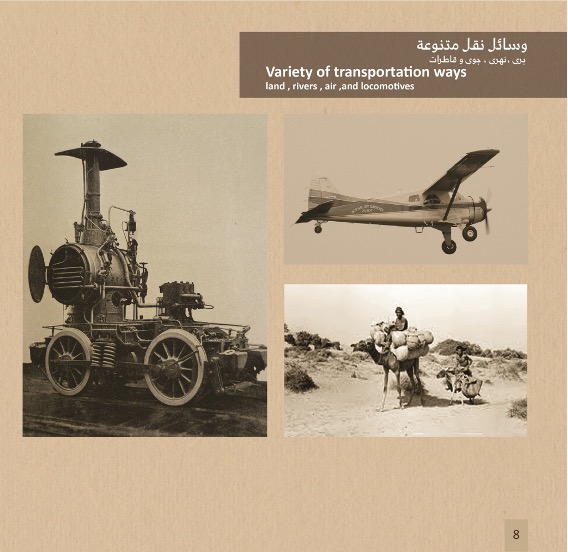 وسائل نقل متنوعة
بري ،نهري ، جوي و قاطرات
Variety of transportation ways
land , rivers , air ,and locomotives
8